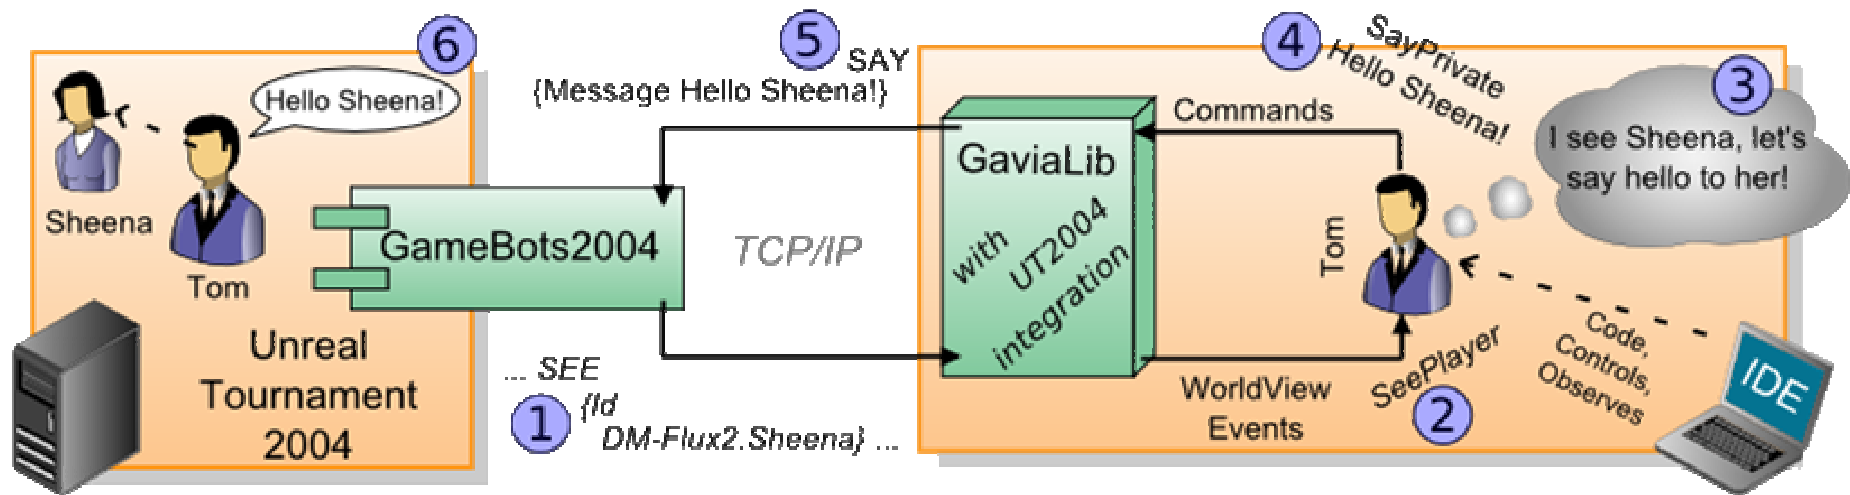 6
Hello Sheena!
Sheena
Tom
Unreal
Tournament
2004
GameBots2004
5
SAY
{Message Hello Sheena!}
TCP/IP
... SEE
1
{Id
DM-Flux2.Sheena} ...
GaviaLib
with
UT2004
integration
4
SayPrivate
Hello Sheena!
Commands
3
I see Sheena, let's
say hello to her!
Tom
WorldView
Events
SeePlayer
2
Code,
Controls,
Observes
IDE